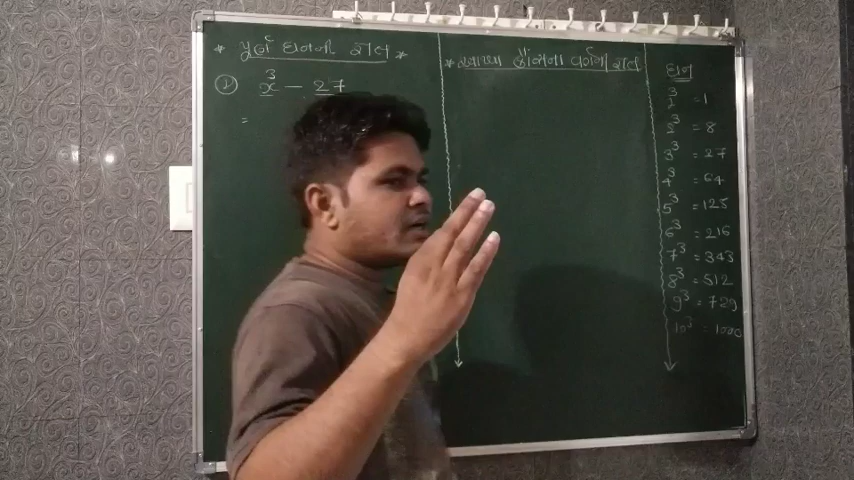 * પુર્ણ ઘનની રીત *
① x³ - 27
=
* આખા કૌંસના વર્ગની રીત
ઘન
1³ = 1
2³ = 8
3³ = 27
4³ = 64
5³ = 125
6³ = 216
7³ = 343
8³ = 512
9³ = 729
10³ = 1000